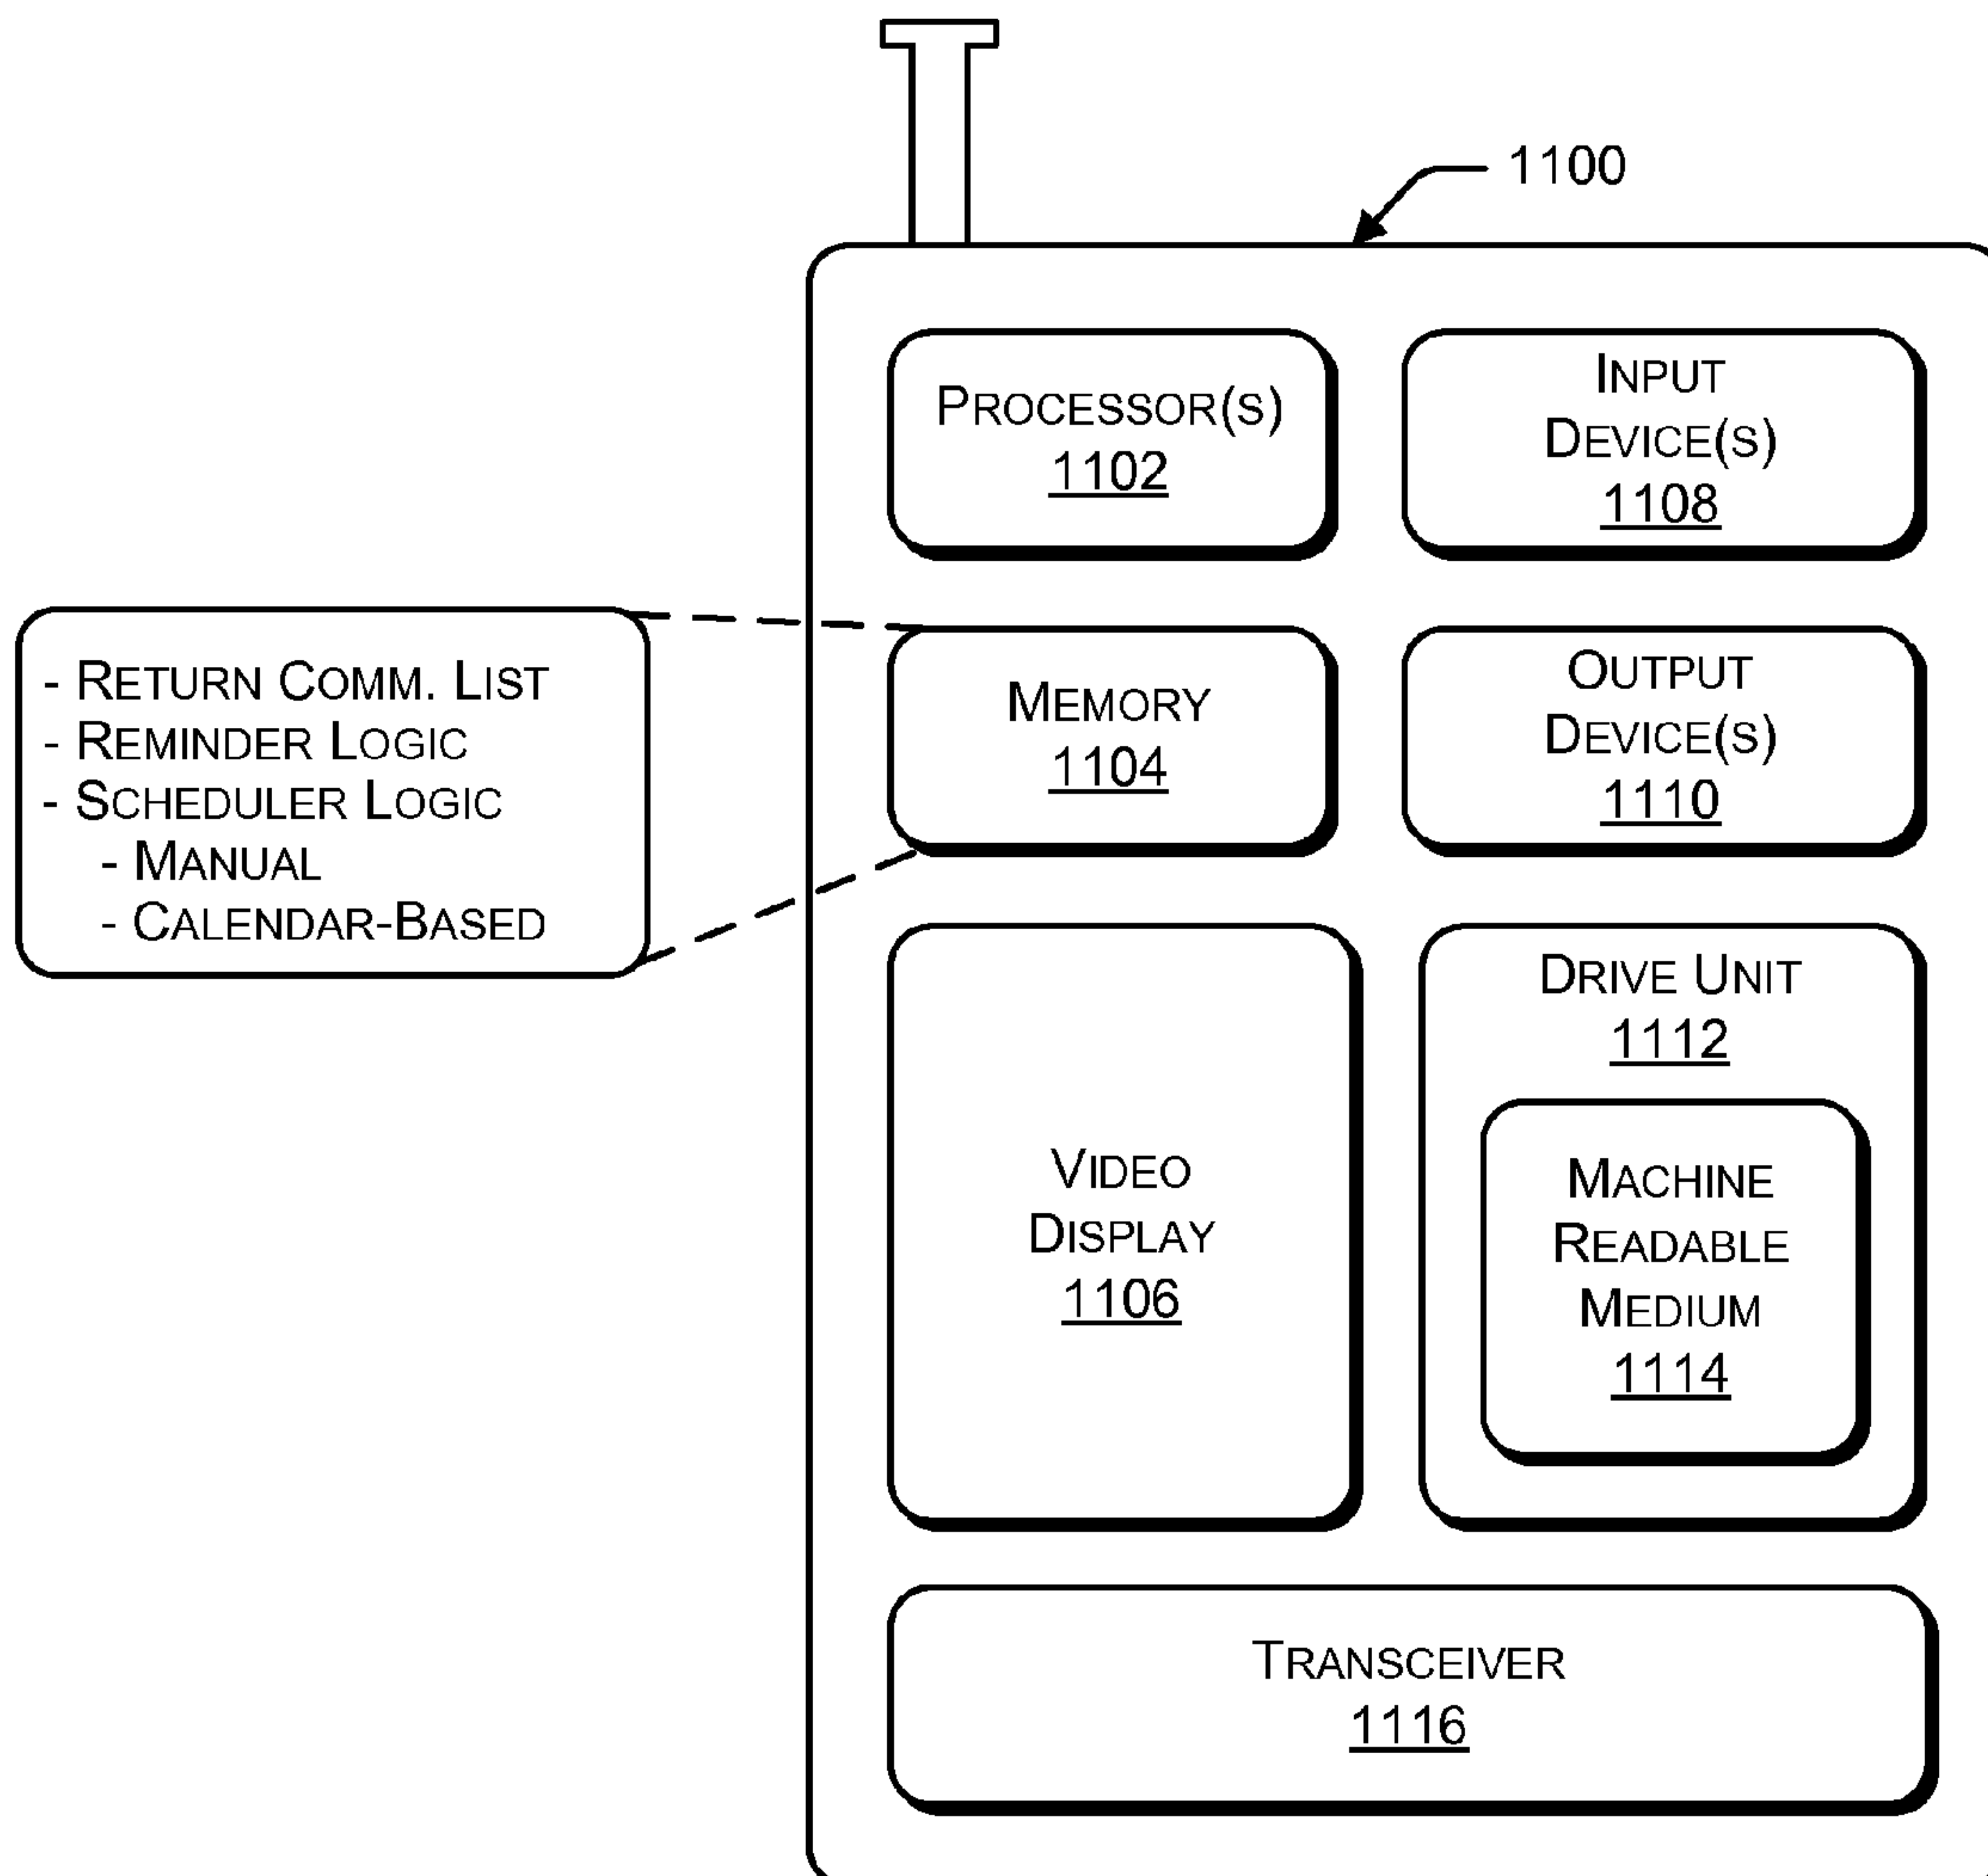 1100
PROCESSOR(S)
1102
INPUT
DEVICE(S)
1108
- RETURN COMM. LIST
- REMINDER LOGIC
- SCHEDULER LOGIC
- MANUAL
- CALENDAR-BASED
MEMORY
1104
OUTPUT
DEVICE(S)
1110
VIDEO
DISPLAY
1106
DRIVE UNIT
1112
MACHINE
READABLE
MEDIUM
1114
TRANSCEIVER
1116